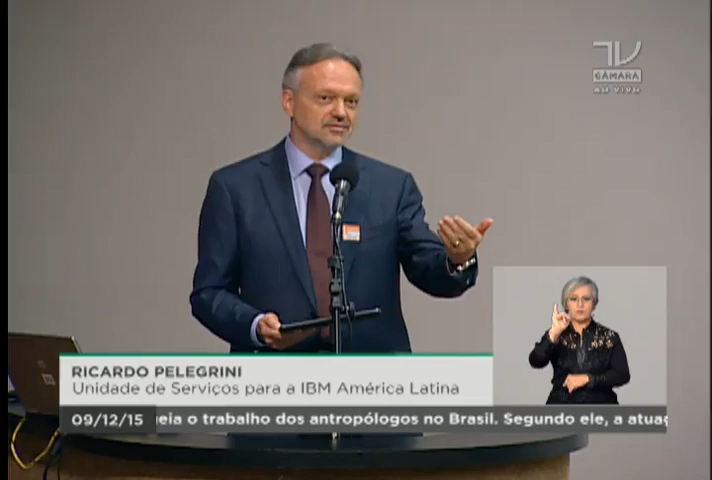 TV
CÂMARA
AO VIVO
RICARDO PELEGRINI
Unidade de Serviços para a IBM América Latina
09/12/15 eia o trabalho dos antropólogos no Brasil. Segundo ele, a atuaç